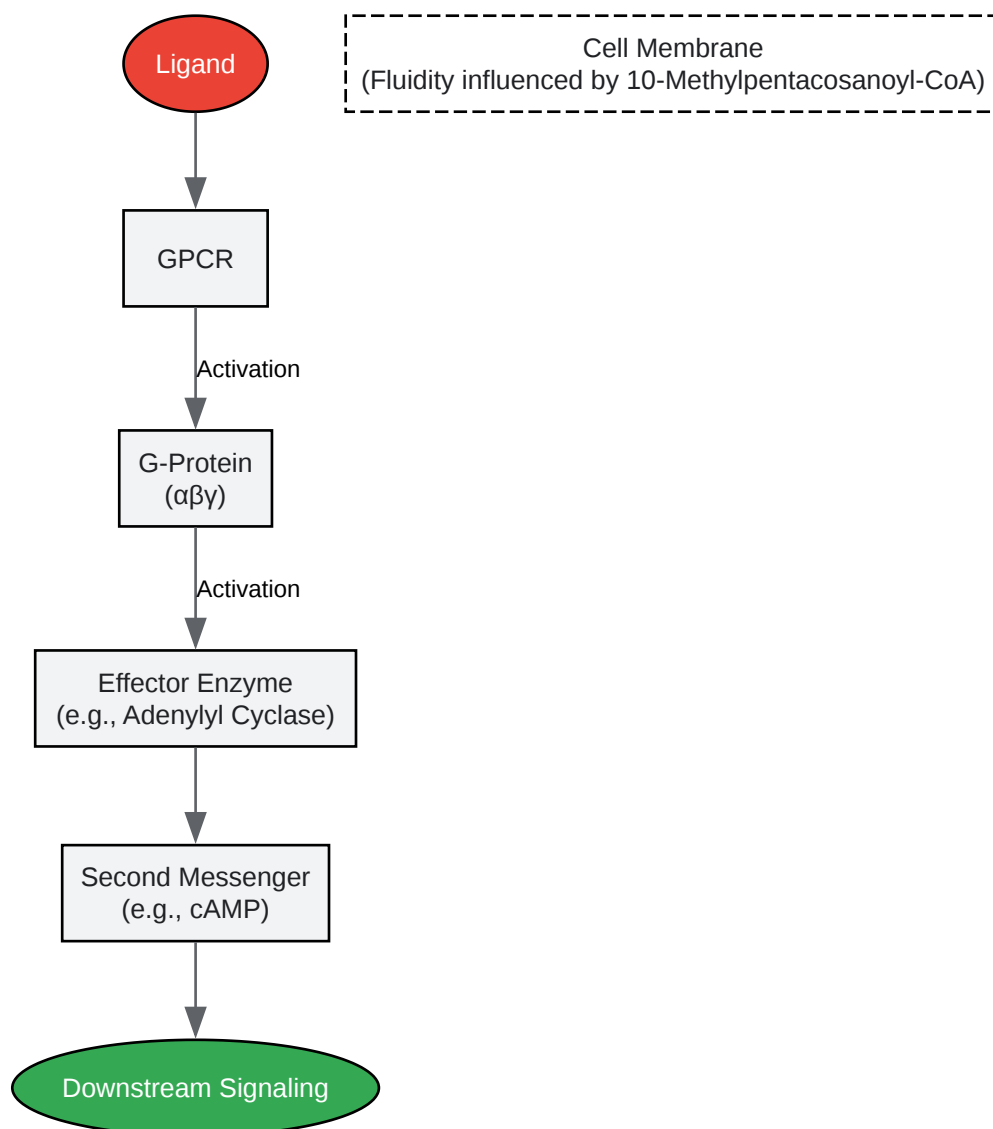 Ligand
Cell Membrane
(Fluidity influenced by 10-Methylpentacosanoyl-CoA)
GPCR
Activation
G-Protein
(αβγ)
Activation
Effector Enzyme
(e.g., Adenylyl Cyclase)
Second Messenger
(e.g., cAMP)
Downstream Signaling